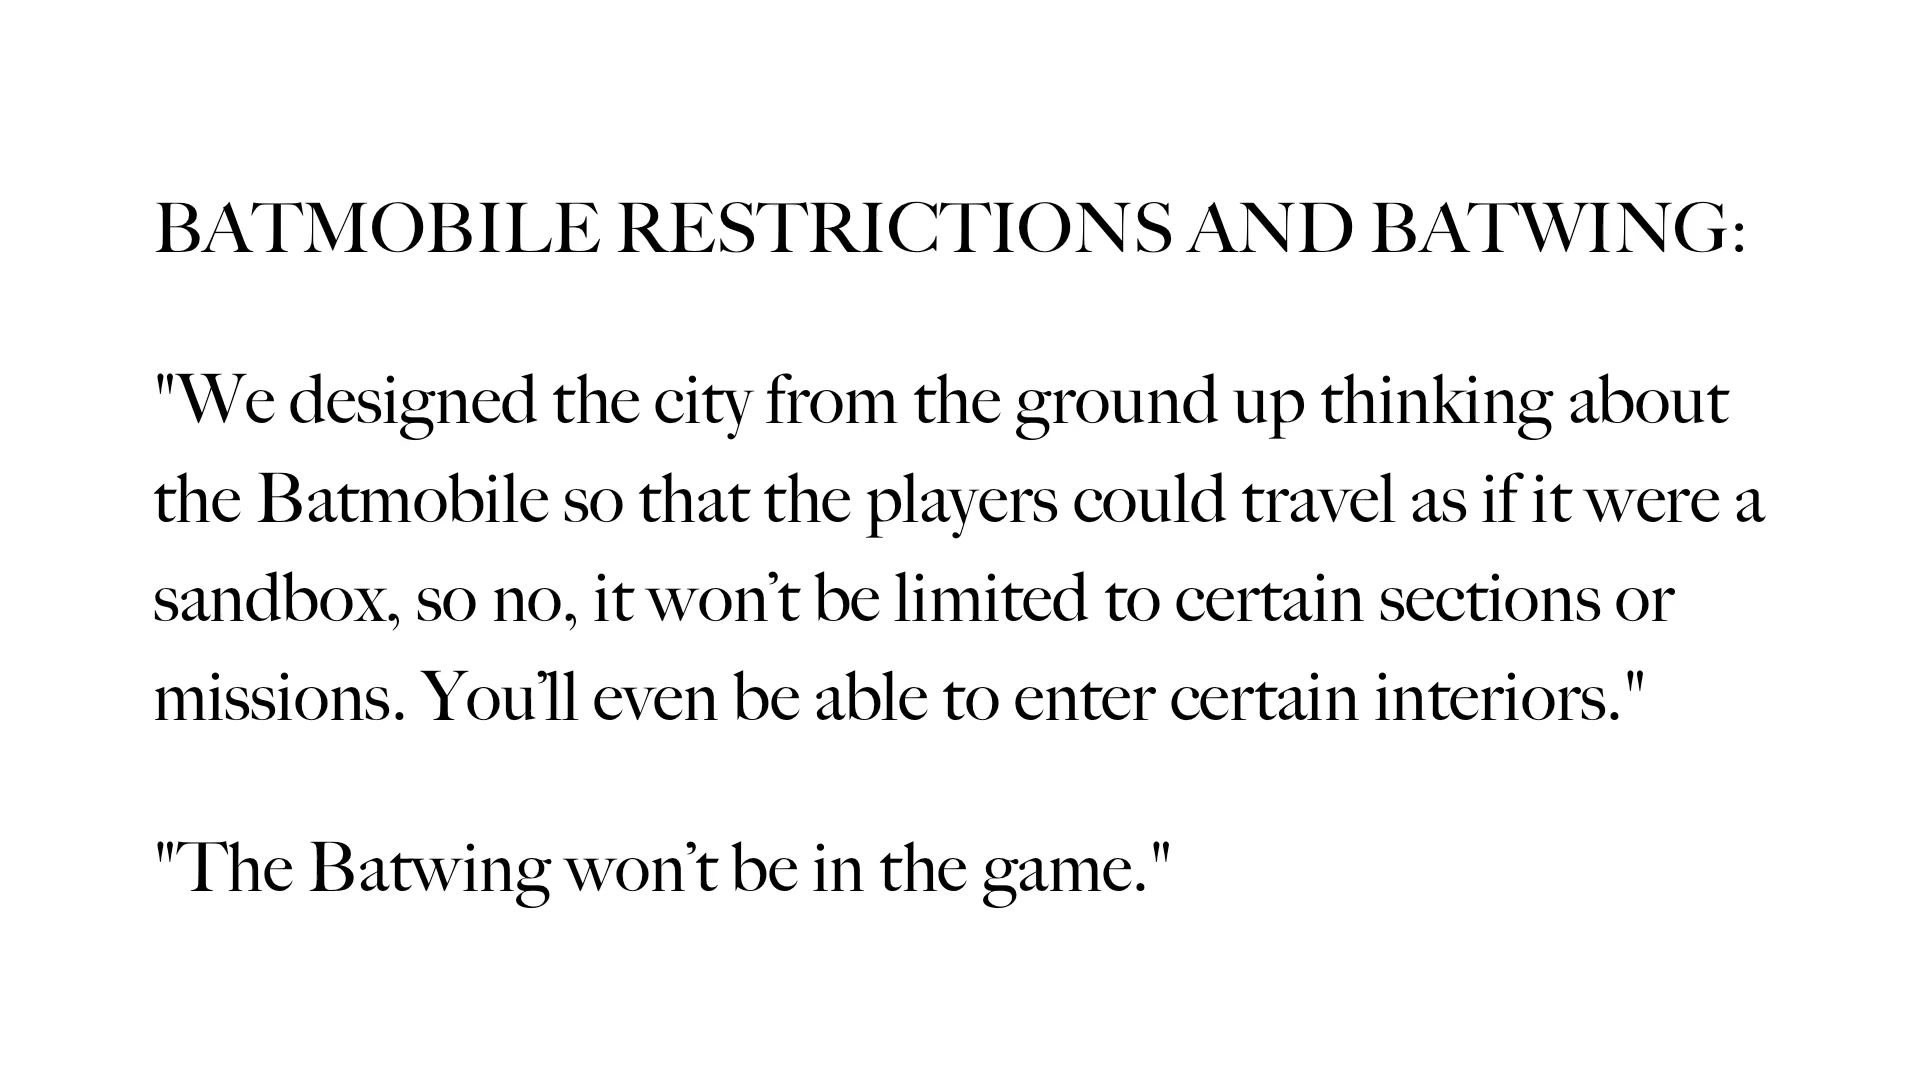 BATMOBILE RESTRICTIONS AND BATWING:
"We designed the city from the ground up thinking about
the Batmobile so that the players could travel as if it were a
sandbox, so no, it won’t be limited to certain sections or
missions. You’ll even be able to enter certain interiors."
"The Batwing won’t be in the game."